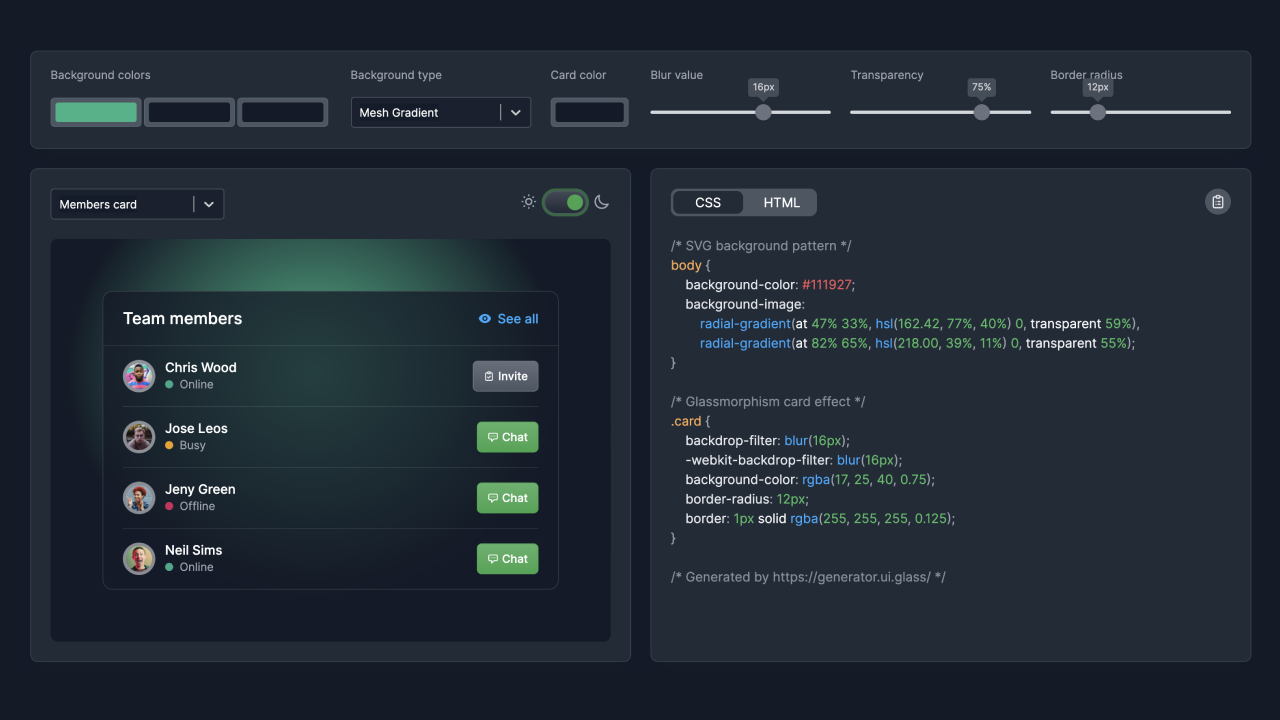 Background colors
Background type
Card color
Blur value
Transparency
Border radius
16px
75%
12px
Mesh Gradient
Members card
CSS
HTML
Team members
See all
Chris Wood
Online
Invite
Jose Leos
Busy
Chat
Jeny Green
Offline
Chat
Neil Sims
Online
Chat
/* SVG background pattern */
body {
background-color: #111927;
background-image:
radial-gradient(at 47% 33%, hsl(162.42, 77%, 40%) 0, transparent 59%),
radial-gradient(at 82% 65%, hsl(218.00, 39%, 11%) 0, transparent 55%);
}
/* Glassmorphism card effect */
.card {
backdrop-filter: blur(16px);
-webkit-backdrop-filter: blur(16px);
background-color: rgba(17, 25, 40, 0.75);
border-radius: 12px;
border: 1px solid rgba(255, 255, 255, 0.125);
}
/* Generated by https://generator.ui.glass/ */